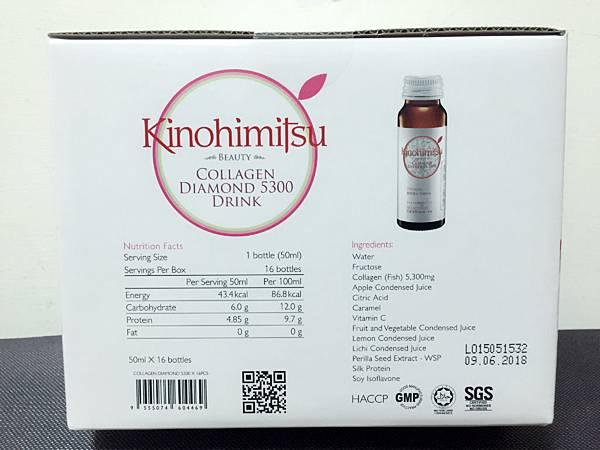 Kinohimitsu
BEAUTY
COLLAGEN
DIAMOND 5300
DRINK
Nutrition Facts
Serving Size 1 bottle (50ml)
Servings Per Box 16 bottles
Per Serving 50ml Per 100ml
Energy 43.4kcal 86.8kcal
Carbohydrate 6.0 g 12.0 g
Protein 4.85 g 9.7 g
Fat 0 g 0 g
50ml X 16 bottles
COLLAGEN DIAMOND 5300 X 16PCS
9 555074 604469
Kinohimitsu
Ingredients:
Water
Fructose
Collagen (Fish) 5,300mg
Apple Condensed Juice
Citric Acid
Caramel
Vitamin C
Fruit and Vegetable Condensed Juice
Lemon Condensed Juice
Lichi Condensed Juice
Perilla Seed Extract - WSP
Silk Protein
Soy Isoflavone
L015051532
09.06.2018
HACCP
GMP
SGS